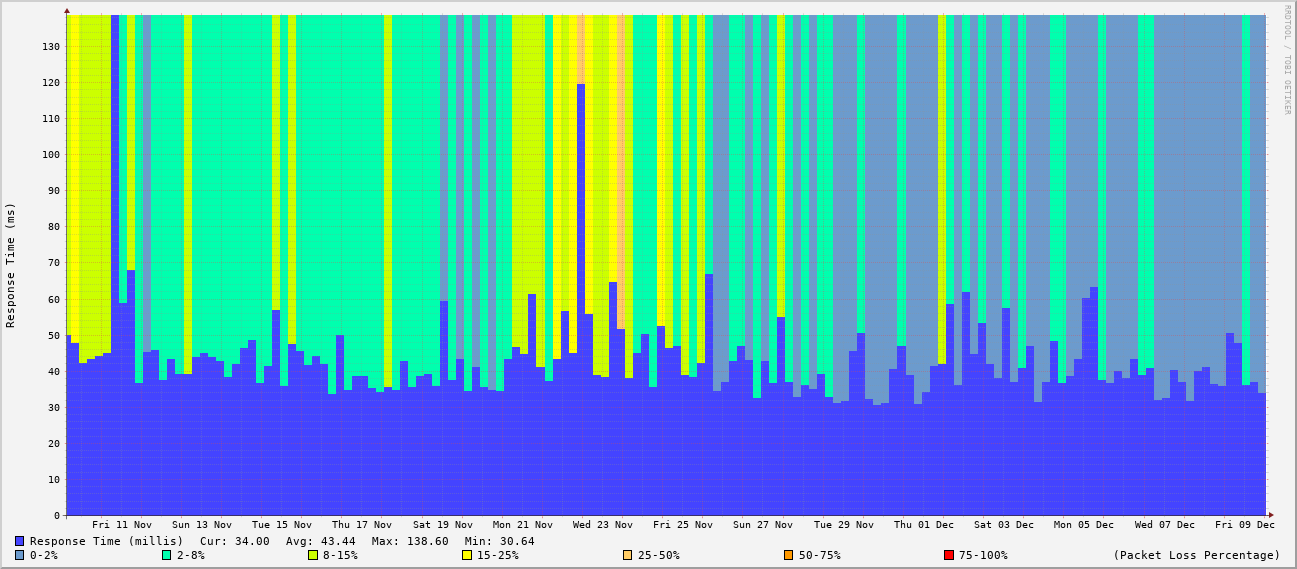 RRDTOOL / TOBI OETIKER
Response Time (ms)
130
120
110
100
90
80
70
60
50
40
30
20
10
0
Fri 11 Nov Sun 13 Nov Tue 15 Nov Thu 17 Nov Sat 19 Nov Mon 21 Nov Wed 23 Nov Fri 25 Nov Sun 27 Nov Tue 29 Nov Thu 01 Dec Sat 03 Dec Mon 05 Dec Wed 07 Dec Fri 09 Dec
Response Time (millis) Cur: 34.00 Avg: 43.44 Max: 138.60 Min: 30.64
0-2% 2-8% 8-15% 15-25% 25-50% 50-75% 75-100% (Packet Loss Percentage)